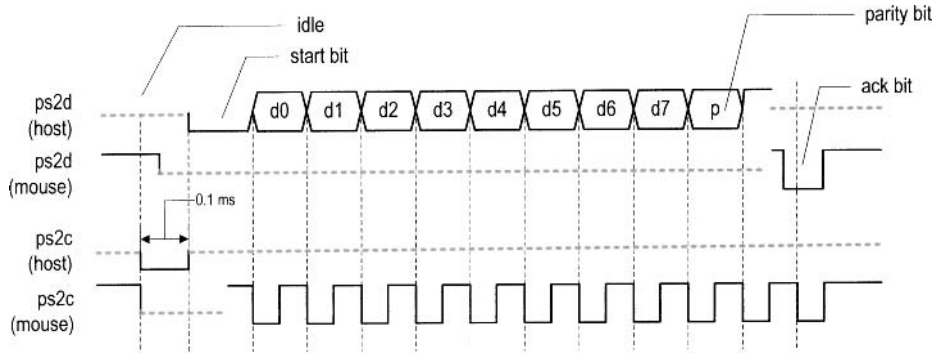 idle
parity bit
start bit
ack bit
ps2d
(host)
d0 d1 d2 d3 d4 d5 d6 d7 p
ps2d
(mouse)
0.1 ms
ps2c
(host)
ps2c
(mouse)